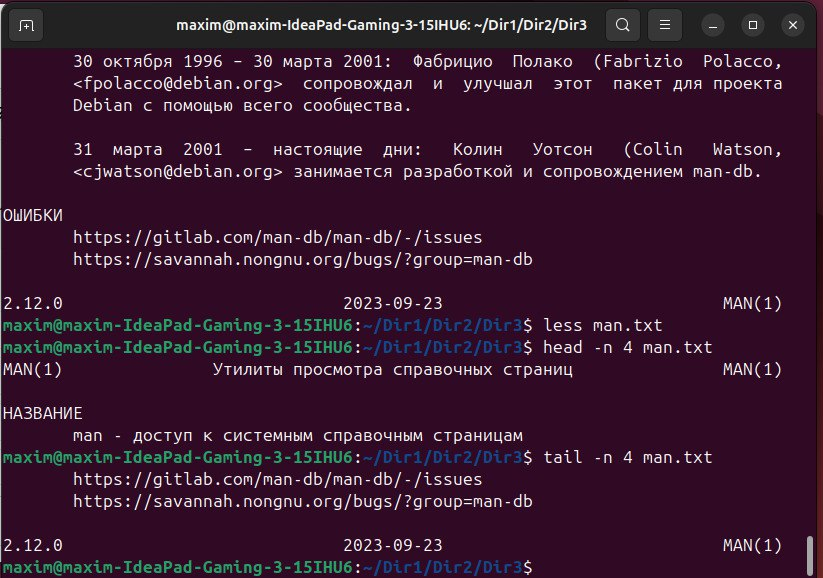 maxim@maxim-IdeaPad-Gaming-3-15IHU6: ~/Dir1/Dir2/Dir3
30 октября 1996 – 30 марта 2001: Фабрицио Полако (Fabrizio Polacco,
<fpolacco@debian.org> сопровождал и улучшал этот пакет для проекта
Debian с помощью всего сообщества.
31 марта 2001 – настоящие дни: Колин Уотсон (Colin Watson,
<cjwatson@debian.org> занимается разработкой и сопровождением man-db.
ОШИБКИ
https://gitlab.com/man-db/man-db/-/issues
https://savannah.nongnu.org/bugs/?group=man-db
2.12.0 2023-09-23 MAN(1)
maxim@maxim-IdeaPad-Gaming-3-15IHU6:~/Dir1/Dir2/Dir3$ less man.txt
maxim@maxim-IdeaPad-Gaming-3-15IHU6:~/Dir1/Dir2/Dir3$ head -n 4 man.txt
MAN(1) Утилиты просмотра справочных страниц MAN(1)
НАЗВАНИЕ
man - доступ к системным справочным страницам
maxim@maxim-IdeaPad-Gaming-3-15IHU6:~/Dir1/Dir2/Dir3$ tail -n 4 man.txt
https://gitlab.com/man-db/man-db/-/issues
https://savannah.nongnu.org/bugs/?group=man-db
2.12.0 2023-09-23 MAN(1)
maxim@maxim-IdeaPad-Gaming-3-15IHU6:~/Dir1/Dir2/Dir3$